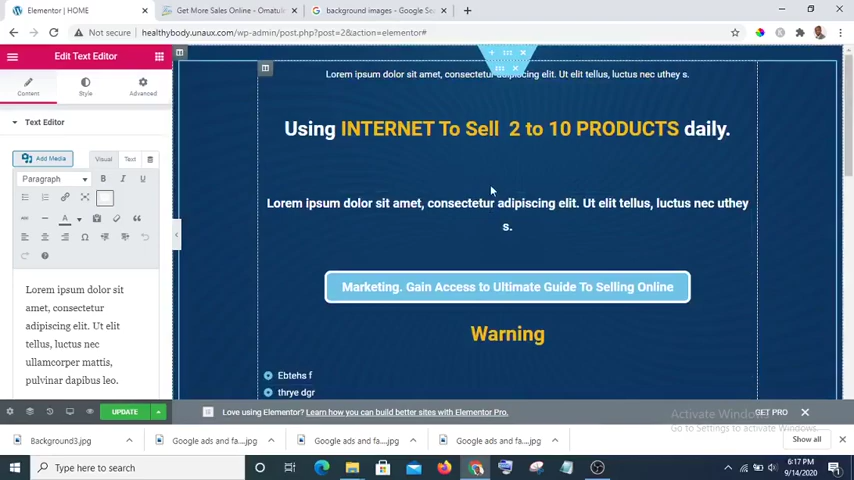 Elementor | HOME
Get More Sales Online - Omatul
background images - Google Se
Not secure
healthybody.unaux.com/wp-admin/post.php?post=2&action=elementor#
Edit Text Editor
Content
Style
Advanced
Text Editor
Add Media
Visual
Text
Paragraph
B
I
U
A
Lorem ipsum dolor
sit amet, consectetur
adipiscing elit. Ut elit
tellus, luctus nec
ullamcorper mattis,
pulvinar dapibus leo.
UPDATE
Lorem ipsum dolor sit amet, consectetur adipiscing elit. Ut elit tellus, luctus nec uthey s.
Using INTERNET To Sell 2 to 10 PRODUCTS daily.
Lorem ipsum dolor sit amet, consectetur adipiscing elit. Ut elit tellus, luctus nec uthey
s.
Marketing. Gain Access to Ultimate Guide To Selling Online
Warning
Ebtehs f
thrye dgr
Love using Elementor? Learn how you can build better sites with Elementor Pro.
GET PRO
Activate Windows
Go to Settings to activate Windows.
Background3.jpg
Google ads and fa....jpg
Google ads and fa....jpg
Google ads and fa....jpg
Show all
Type here to search
6:17 PM
9/14/2020